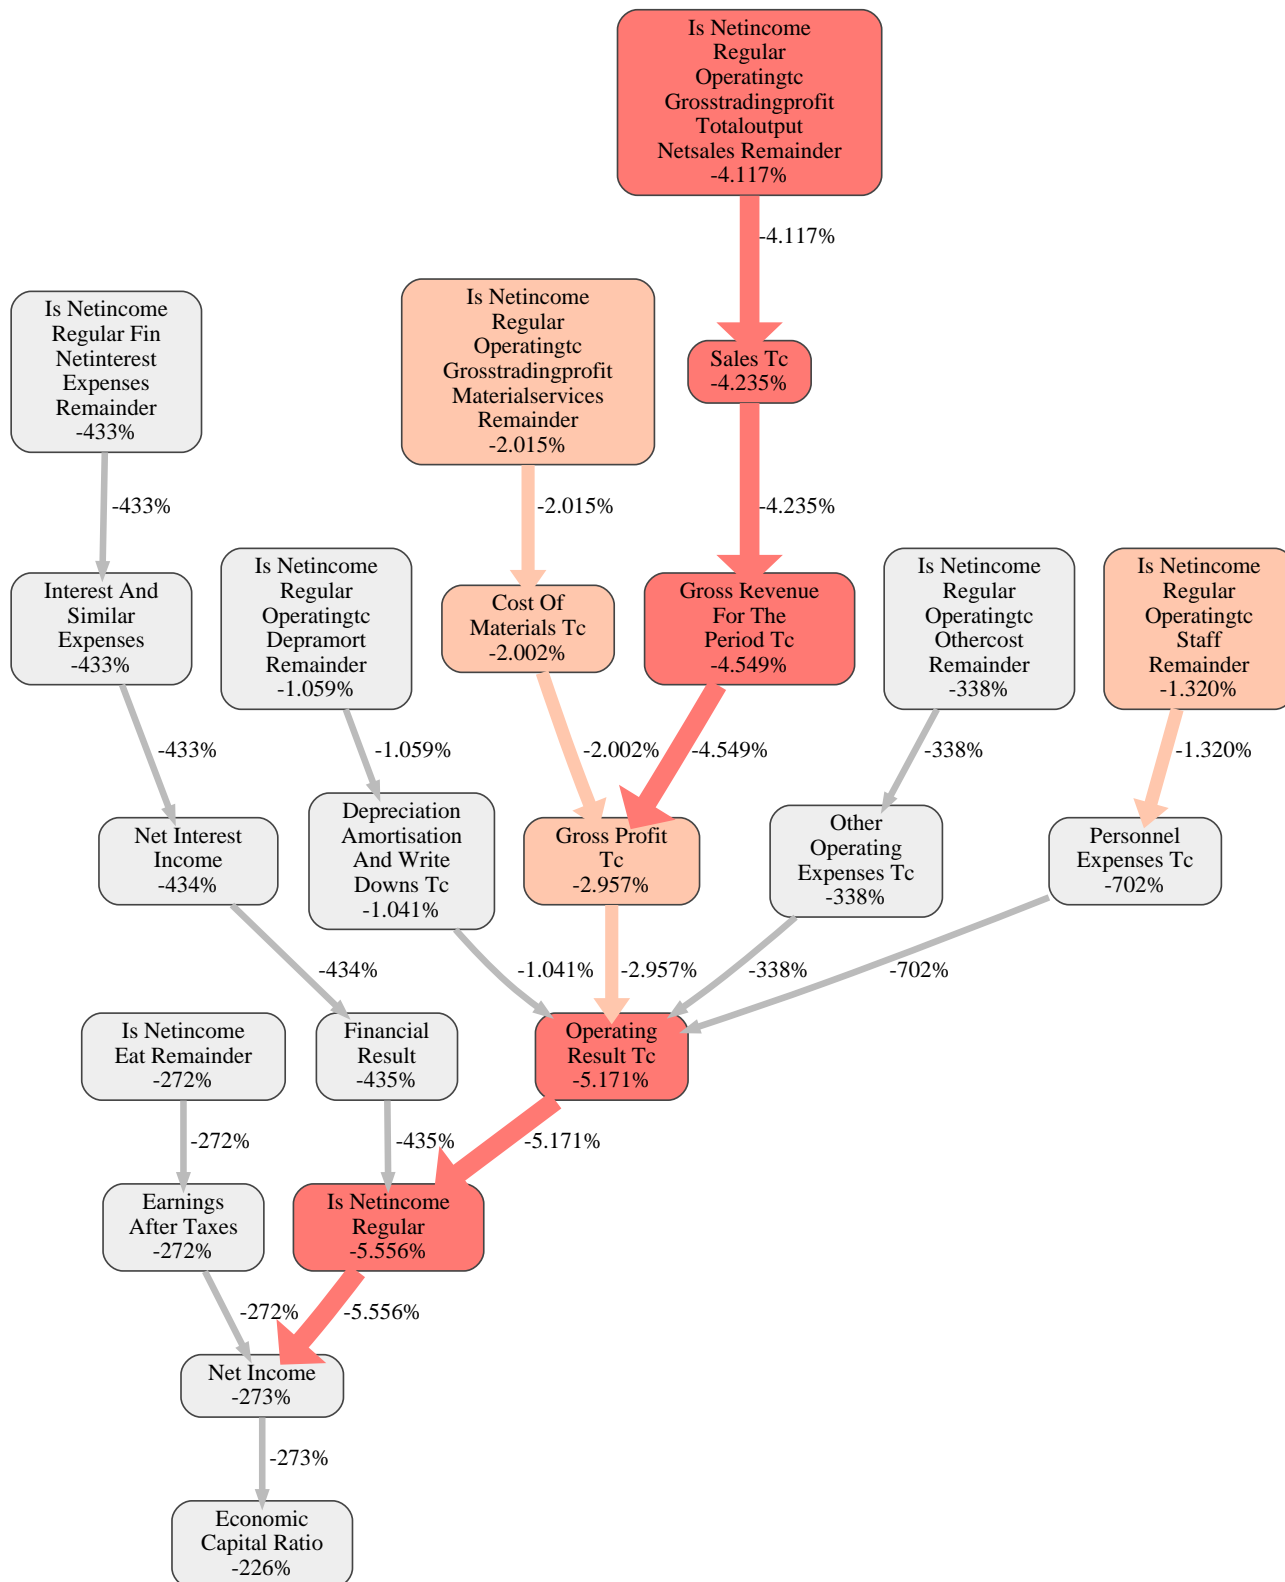 Is Netincome
Regular
Operatingtc
Grosstradingprofit
Totaloutput
Netsales Remainder
-4.117%
-4.117%
Is Netincome
Regular Fin
Netinterest
Expenses
Remainder
-433%
Is Netincome
Regular
Operatingtc
Grosstradingprofit
Materialservices
Remainder
-2.015%
Sales Tc
-4.235%
-433%
-2.015%
-4.235%
Interest And
Similar
Expenses
-433%
Is Netincome
Regular
Operatingtc
Depramort
Remainder
-1.059%
Cost Of
Materials Tc
-2.002%
Gross Revenue
For The
Period Tc
-4.549%
Is Netincome
Regular
Operatingtc
Othercost
Remainder
-338%
Is Netincome
Regular
Operatingtc
Staff
Remainder
-1.320%
-433%
-1.059%
-2.002%
-4.549%
-338%
-1.320%
Net Interest
Income
-434%
Depreciation
Amortisation
And Write
Downs Tc
-1.041%
Gross Profit
Tc
-2.957%
Other
Operating
Expenses Tc
-338%
Personnel
Expenses Tc
-702%
-434%
-1.041%
-2.957%
-338%
-702%
Is Netincome
Eat Remainder
-272%
Financial
Result
-435%
Operating
Result Tc
-5.171%
-272%
-435%
-5.171%
Earnings
After Taxes
-272%
Is Netincome
Regular
-5.556%
-272%
-5.556%
Net Income
-273%
-273%
Economic
Capital Ratio
-226%